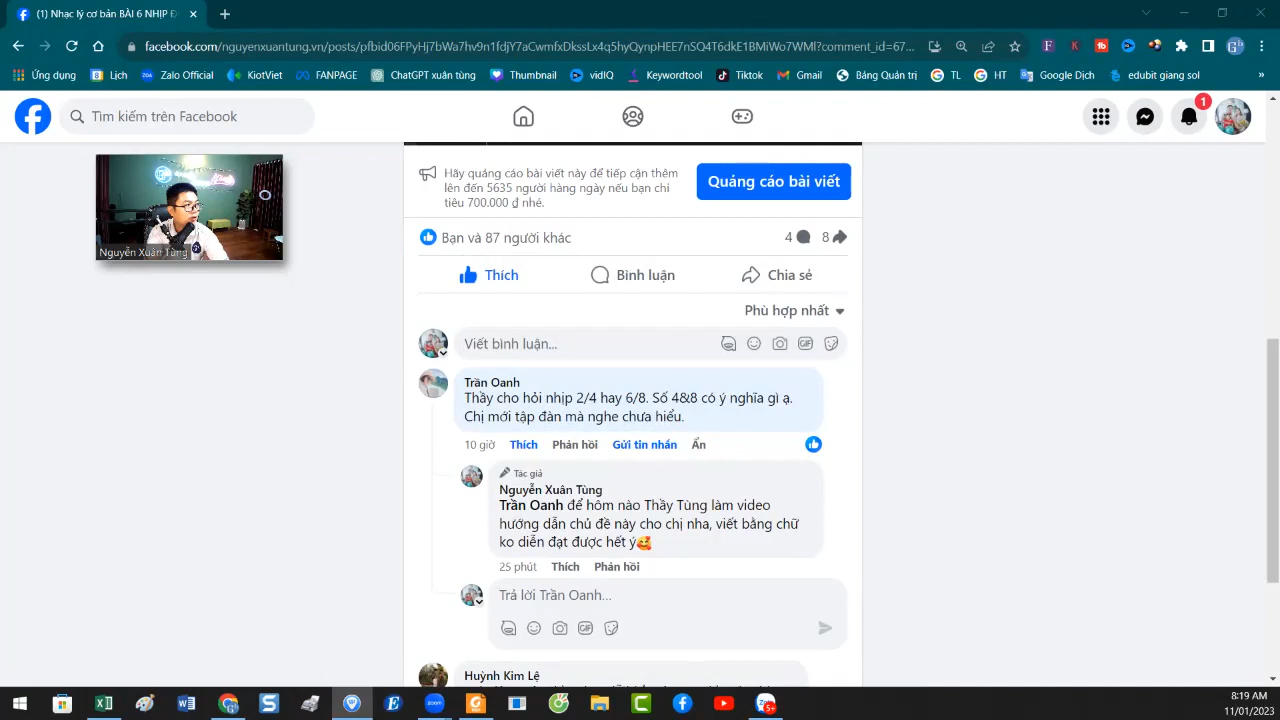 (1) Nhạc lý cơ bản BÀI 6 NHỊP Đ
facebook.com/nguyenxuantung.vn/posts/pfbid06FPyHj7bWa7hv9n1fdjY7aCwmfxDkssLx4q5hyQynpHEE7nSQ4T6dkE1BMiWo7WMl?comment_id=67...
Ứng dụng Lịch Zalo Official KiotViet FANPAGE ChatGPT xuân tùng Thumbnail vidIQ Keywordtool Tiktok Gmail Bảng Quản trị TL HT Google Dịch edubit giang sol »
Tìm kiếm trên Facebook
1
Hãy quảng cáo bài viết này để tiếp cận thêm
lên đến 5635 người hàng ngày nếu bạn chi
tiêu 700.000 ₫ nhé.
Quảng cáo bài viết
Nguyễn Xuân Tùng
Bạn và 87 người khác
4 8
Thích Bình luận Chia sẻ
Phù hợp nhất
Viết bình luận...
Trần Oanh
Thầy cho hỏi nhịp 2/4 hay 6/8. Số 4&8 có ý nghĩa gì ạ.
Chị mới tập đàn mà nghe chưa hiểu.
10 giờ Thích Phản hồi Gửi tin nhắn Ẩn
Tác giả
Nguyễn Xuân Tùng
Trần Oanh để hôm nào Thầy Tùng làm video
hướng dẫn chủ đề này cho chị nha, viết bằng chữ
ko diễn đạt được hết ý🥰
25 phút Thích Phản hồi
Trả lời Trần Oanh...
Huỳnh Kim Lệ
8:19 AM
11/01/2023